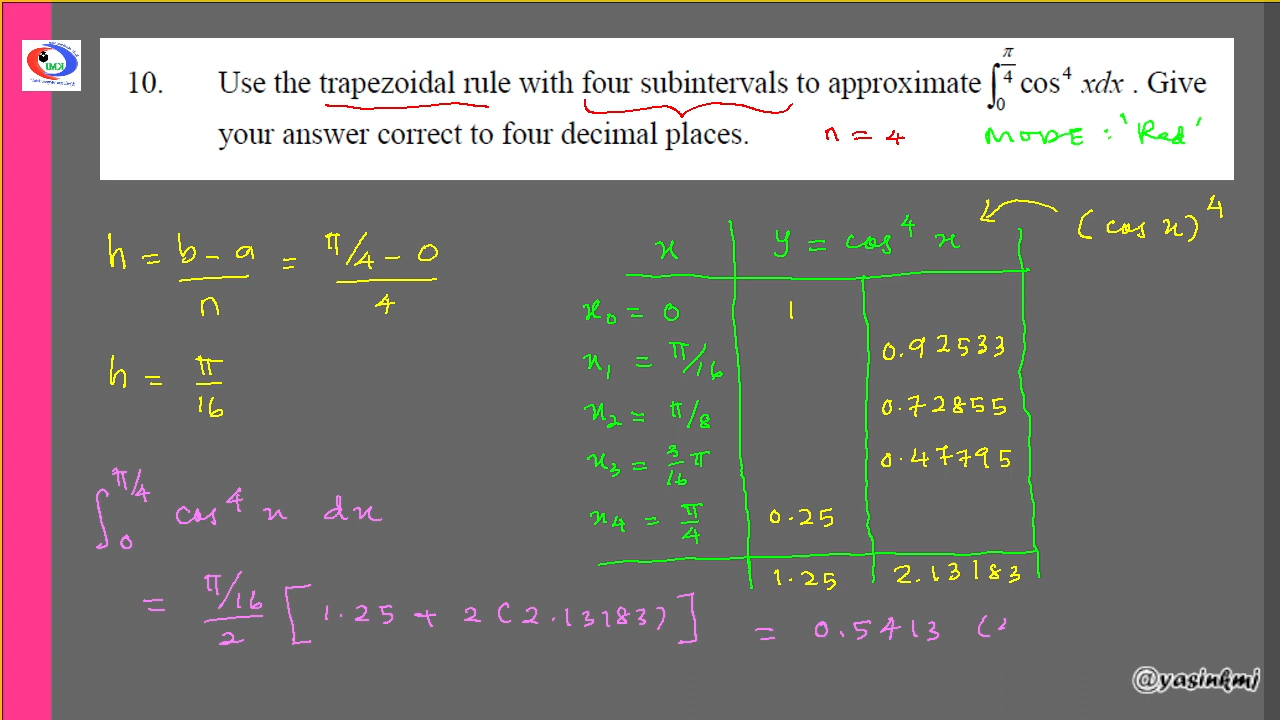 10. Use the trapezoidal rule with four subintervals to approximate ∫₀^(π/4) cos⁴ xdx . Give
your answer correct to four decimal places. n = 4 MODE : 'Rad'
h = (b - a)/n = (π/4 - 0)/4
h = π/16
x | y = cos⁴ x (cos x)⁴
x₀ = 0 | 1
x₁ = π/16 | 0.92533
x₂ = π/8 | 0.72855
x₃ = 3/16 π | 0.47795
x₄ = π/4 | 0.25
1.25 | 2.13183
∫₀^(π/4) cos⁴ x dx
= (π/16)/2 [1.25 + 2(2.13183)] = 0.5413 (
@yasinkmj